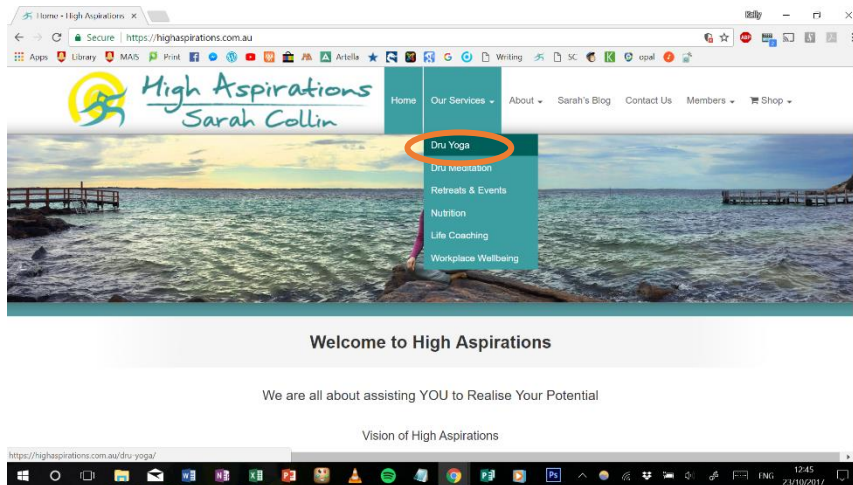 Home - High Aspirations
Kelly
Secure | https://highaspirations.com.au
Apps Library MAIS Print Artella G Writing SC opal
High Aspirations
Sarah Collin
Home Our Services About Sarah's Blog Contact Us Members Shop
Dru Yoga
Dru Meditation
Retreats & Events
Nutrition
Life Coaching
Workplace Wellbeing
Welcome to High Aspirations
We are all about assisting YOU to Realise Your Potential
Vision of High Aspirations
https://highaspirations.com.au/dru-yoga/
ENG
12:45
23/10/2017